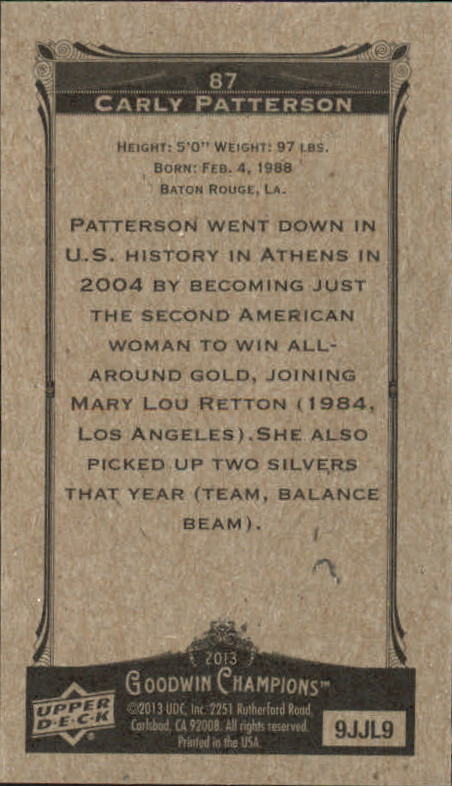 87
CARLY PATTERSON
HEIGHT: 5'0" WEIGHT: 97 LBS.
BORN: FEB. 4, 1988
BATON ROUGE, LA.
PATTERSON WENT DOWN IN
U.S. HISTORY IN ATHENS IN
2004 BY BECOMING JUST
THE SECOND AMERICAN
WOMAN TO WIN ALL-
AROUND GOLD, JOINING
MARY LOU RETTON (1984,
LOS ANGELES).SHE ALSO
PICKED UP TWO SILVERS
THAT YEAR (TEAM, BALANCE
BEAM).
2013
GOODWIN CHAMPIONS™
UPPER
D·E·C·K
©2013 UDC, Inc. 2251 Rutherford Road
Carlsbad, CA 92008. All rights reserved.
Printed in the USA.
9JJL9